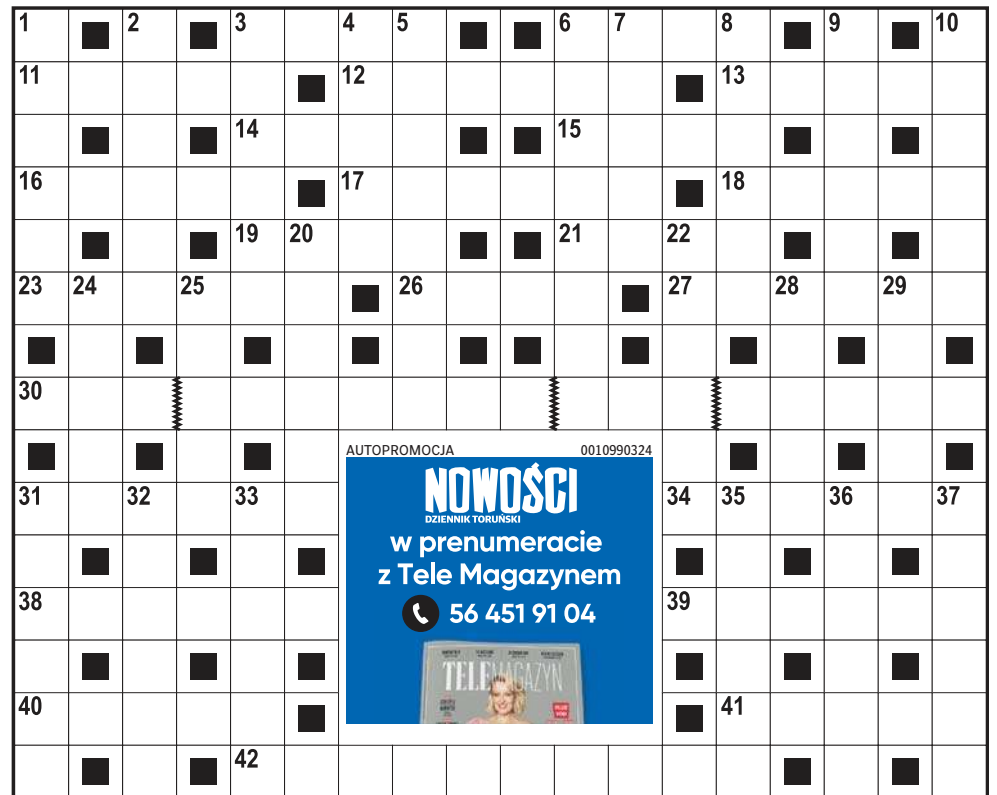 1 2 3 4 5 6 7 8 9 10
11 12 13
14 15
16 17 18
19 20 21 22
23 24 25 26 27 28 29
30
AUTOPROMOCJA 0010990324
NOWOŚCI
DZIENNIK TORUŃSKI
31 32 33 34 35 36 37
w prenumeracie
z Tele Magazynem
38 39
56 451 91 04
TELEMAGAZYN
40 41
42